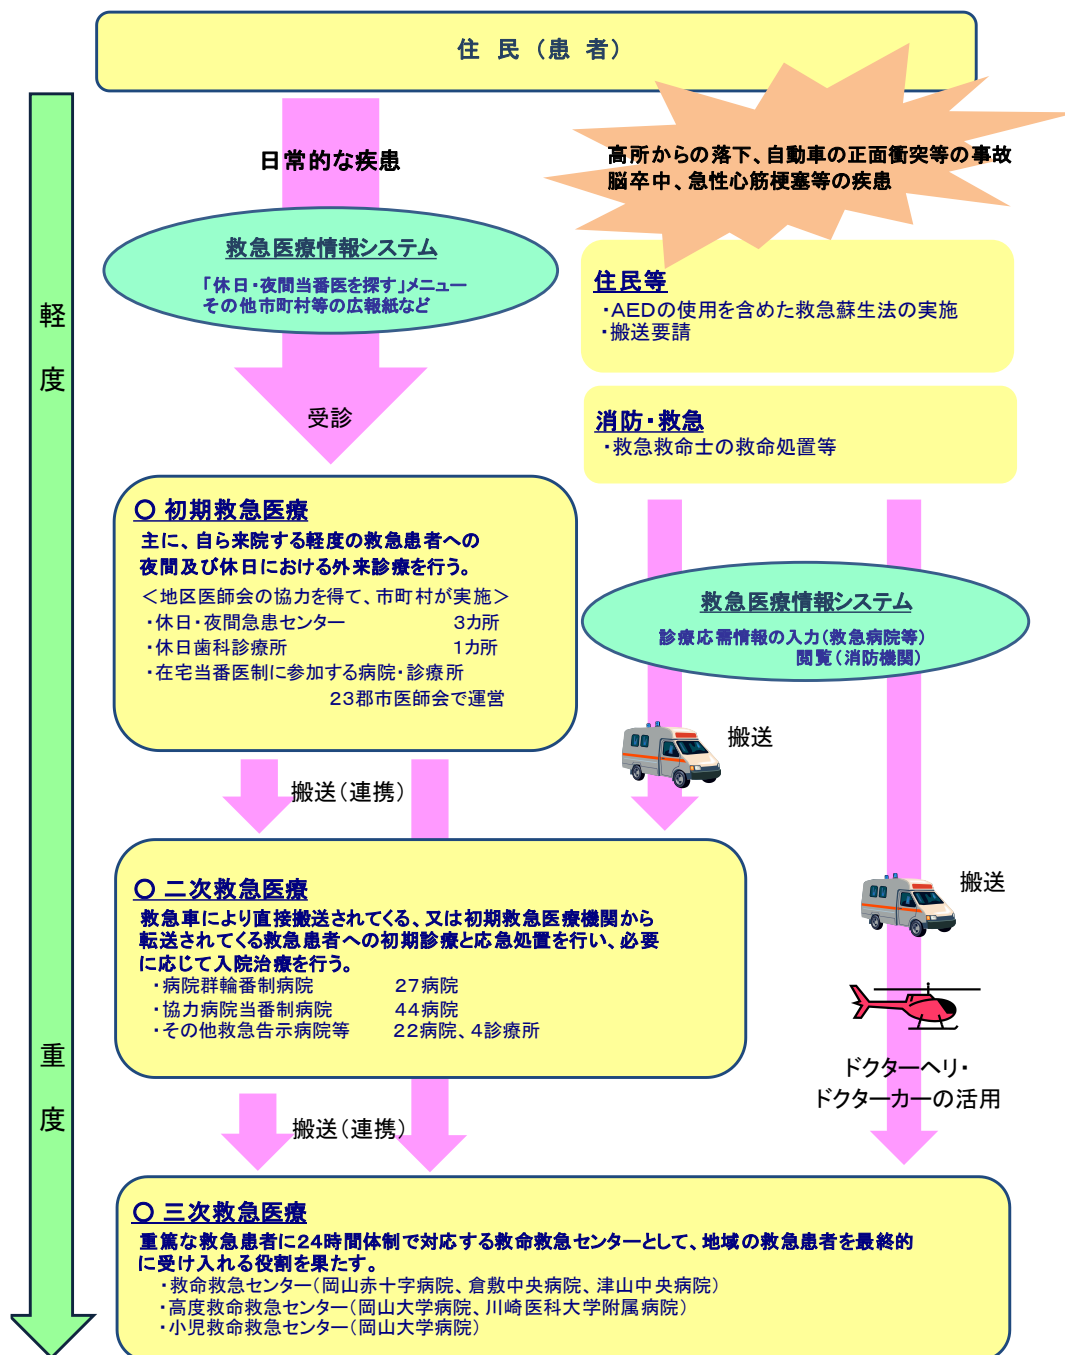 住 民 （患 者）
日常的な疾患
高所からの落下、自動車の正面衝突等の事故
脳卒中、急性心筋梗塞等の疾患
救急医療情報システム
「休日・夜間当番医を探す」メニュー
その他市町村等の広報紙など
住民等
・AEDの使用を含めた救急蘇生法の実施
・搬送要請
軽
度
受診
消防・救急
・救急救命士の救命処置等
○ 初期救急医療
主に、自ら来院する軽度の救急患者への
夜間及び休日における外来診療を行う。
＜地区医師会の協力を得て、市町村が実施＞
・休日・夜間急患センター 3カ所
・休日歯科診療所 1カ所
・在宅当番医制に参加する病院・診療所
23郡市医師会で運営
救急医療情報システム
診療応需情報の入力（救急病院等）
閲覧（消防機関）
搬送
搬送（連携）
○ 二次救急医療
救急車により直接搬送されてくる、又は初期救急医療機関から
転送されてくる救急患者への初期診療と応急処置を行い、必要
に応じて入院治療を行う。
・病院群輪番制病院 27病院
・協力病院当番制病院 44病院
・その他救急告示病院等 22病院、4診療所
搬送
重
度
ドクターヘリ・
ドクターカーの活用
搬送（連携）
○ 三次救急医療
重篤な救急患者に24時間体制で対応する救命救急センターとして、地域の救急患者を最終的
に受け入れる役割を果たす。
・救命救急センター（岡山赤十字病院、倉敷中央病院、津山中央病院）
・高度救命救急センター（岡山大学病院、川崎医科大学附属病院）
・小児救命救急センター（岡山大学病院）